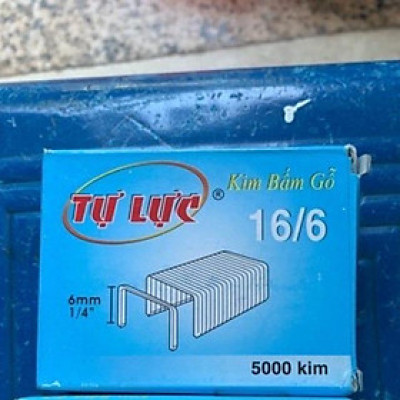 Kim Bấm Gỗ
TỰ LỰC ®
16/6
6mm
1/4"
5000 kim